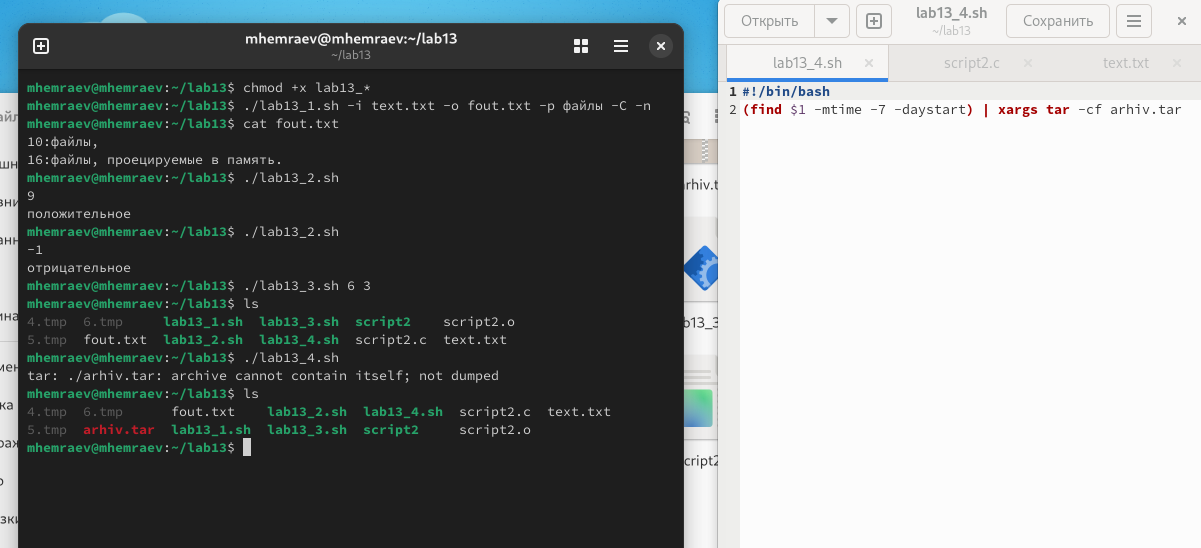 mhemraev@mhemraev:~/lab13
~/lab13
mhemraev@mhemraev:~/lab13$ chmod +x lab13_*
mhemraev@mhemraev:~/lab13$ ./lab13_1.sh -i text.txt -o fout.txt -p файлы -C -n
mhemraev@mhemraev:~/lab13$ cat fout.txt
10:файлы,
16:файлы, проецируемые в память.
mhemraev@mhemraev:~/lab13$ ./lab13_2.sh
9
положительное
mhemraev@mhemraev:~/lab13$ ./lab13_2.sh
-1
отрицательное
mhemraev@mhemraev:~/lab13$ ./lab13_3.sh 6 3
mhemraev@mhemraev:~/lab13$ ls
4.tmp 6.tmp lab13_1.sh lab13_3.sh script2 script2.o
5.tmp fout.txt lab13_2.sh lab13_4.sh script2.c text.txt
mhemraev@mhemraev:~/lab13$ ./lab13_4.sh
tar: ./arhiv.tar: archive cannot contain itself; not dumped
mhemraev@mhemraev:~/lab13$ ls
4.tmp 6.tmp fout.txt lab13_2.sh lab13_4.sh script2.c text.txt
5.tmp arhiv.tar lab13_1.sh lab13_3.sh script2 script2.o
mhemraev@mhemraev:~/lab13$
Открыть
lab13_4.sh
~/lab13
Сохранить
lab13_4.sh
script2.c
text.txt
1 #!/bin/bash
2 (find $1 -mtime -7 -daystart) | xargs tar -cf arhiv.tar